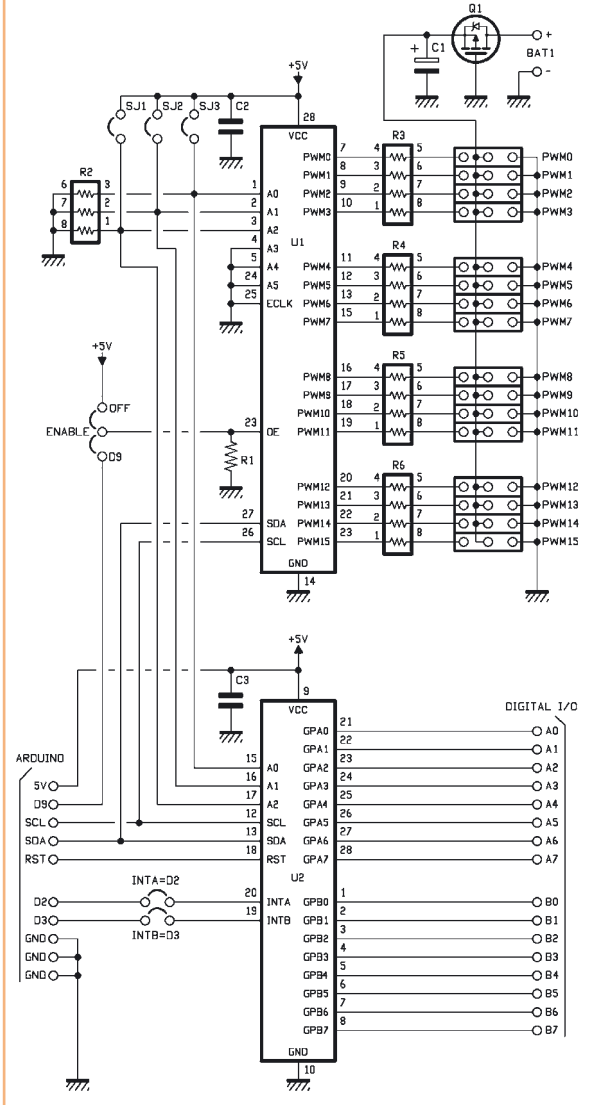 Q1
+
BAT1
-
+ C1
+5V
SJ1 SJ2 SJ3 C2
28
VCC
R2
6 3
7 2
8 1
1 A0
2 A1
3 A2
4 A3
5 A4
24 A5
25 ECLK
U1
R3
PWM0 7 4 5 PWM0
PWM1 8 3 6 PWM1
PWM2 9 2 7 PWM2
PWM3 10 1 8 PWM3
R4
PWM4 11 4 5 PWM4
PWM5 12 3 6 PWM5
PWM6 13 2 7 PWM6
PWM7 15 1 8 PWM7
+5V
OFF
ENABLE
D9
23 OE
R1
R5
PWM8 16 4 5 PWM8
PWM9 17 3 6 PWM9
PWM10 18 2 7 PWM10
PWM11 19 1 8 PWM11
R6
PWM12 20 4 5 PWM12
PWM13 21 3 6 PWM13
PWM14 22 2 7 PWM14
PWM15 23 1 8 PWM15
27 SDA
26 SCL
GND
14
+5V
C3
9
VCC
DIGITAL I/O
ARDUINO
5V
D9
SCL
SDA
RST
15 A0
16 A1
17 A2
12 SCL
13 SDA
18 RST
U2
GPA0 21 A0
GPA1 22 A1
GPA2 23 A2
GPA3 24 A3
GPA4 25 A4
GPA5 26 A5
GPA6 27 A6
GPA7 28 A7
INTA=D2
D2 20 INTA
D3 19 INTB
INTB=D3
GND
GND
GND
GPB0 1 B0
GPB1 2 B1
GPB2 3 B2
GPB3 4 B3
GPB4 5 B4
GPB5 6 B5
GPB6 7 B6
GPB7 8 B7
GND
10